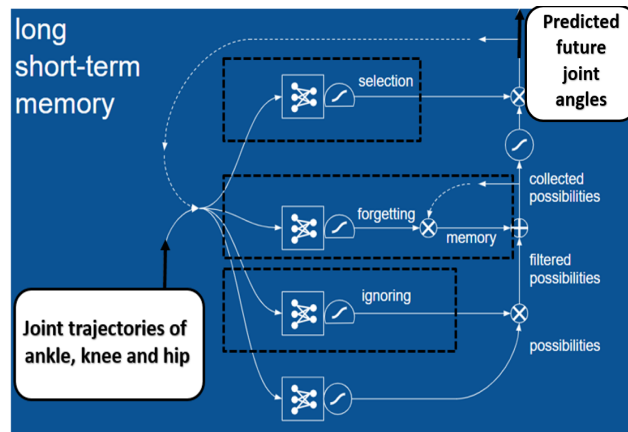 long
short-term
memory
Predicted
future
joint
angles
selection
collected
possibilities
forgetting
memory
filtered
possibilities
ignoring
Joint trajectories of
ankle, knee and hip
possibilities